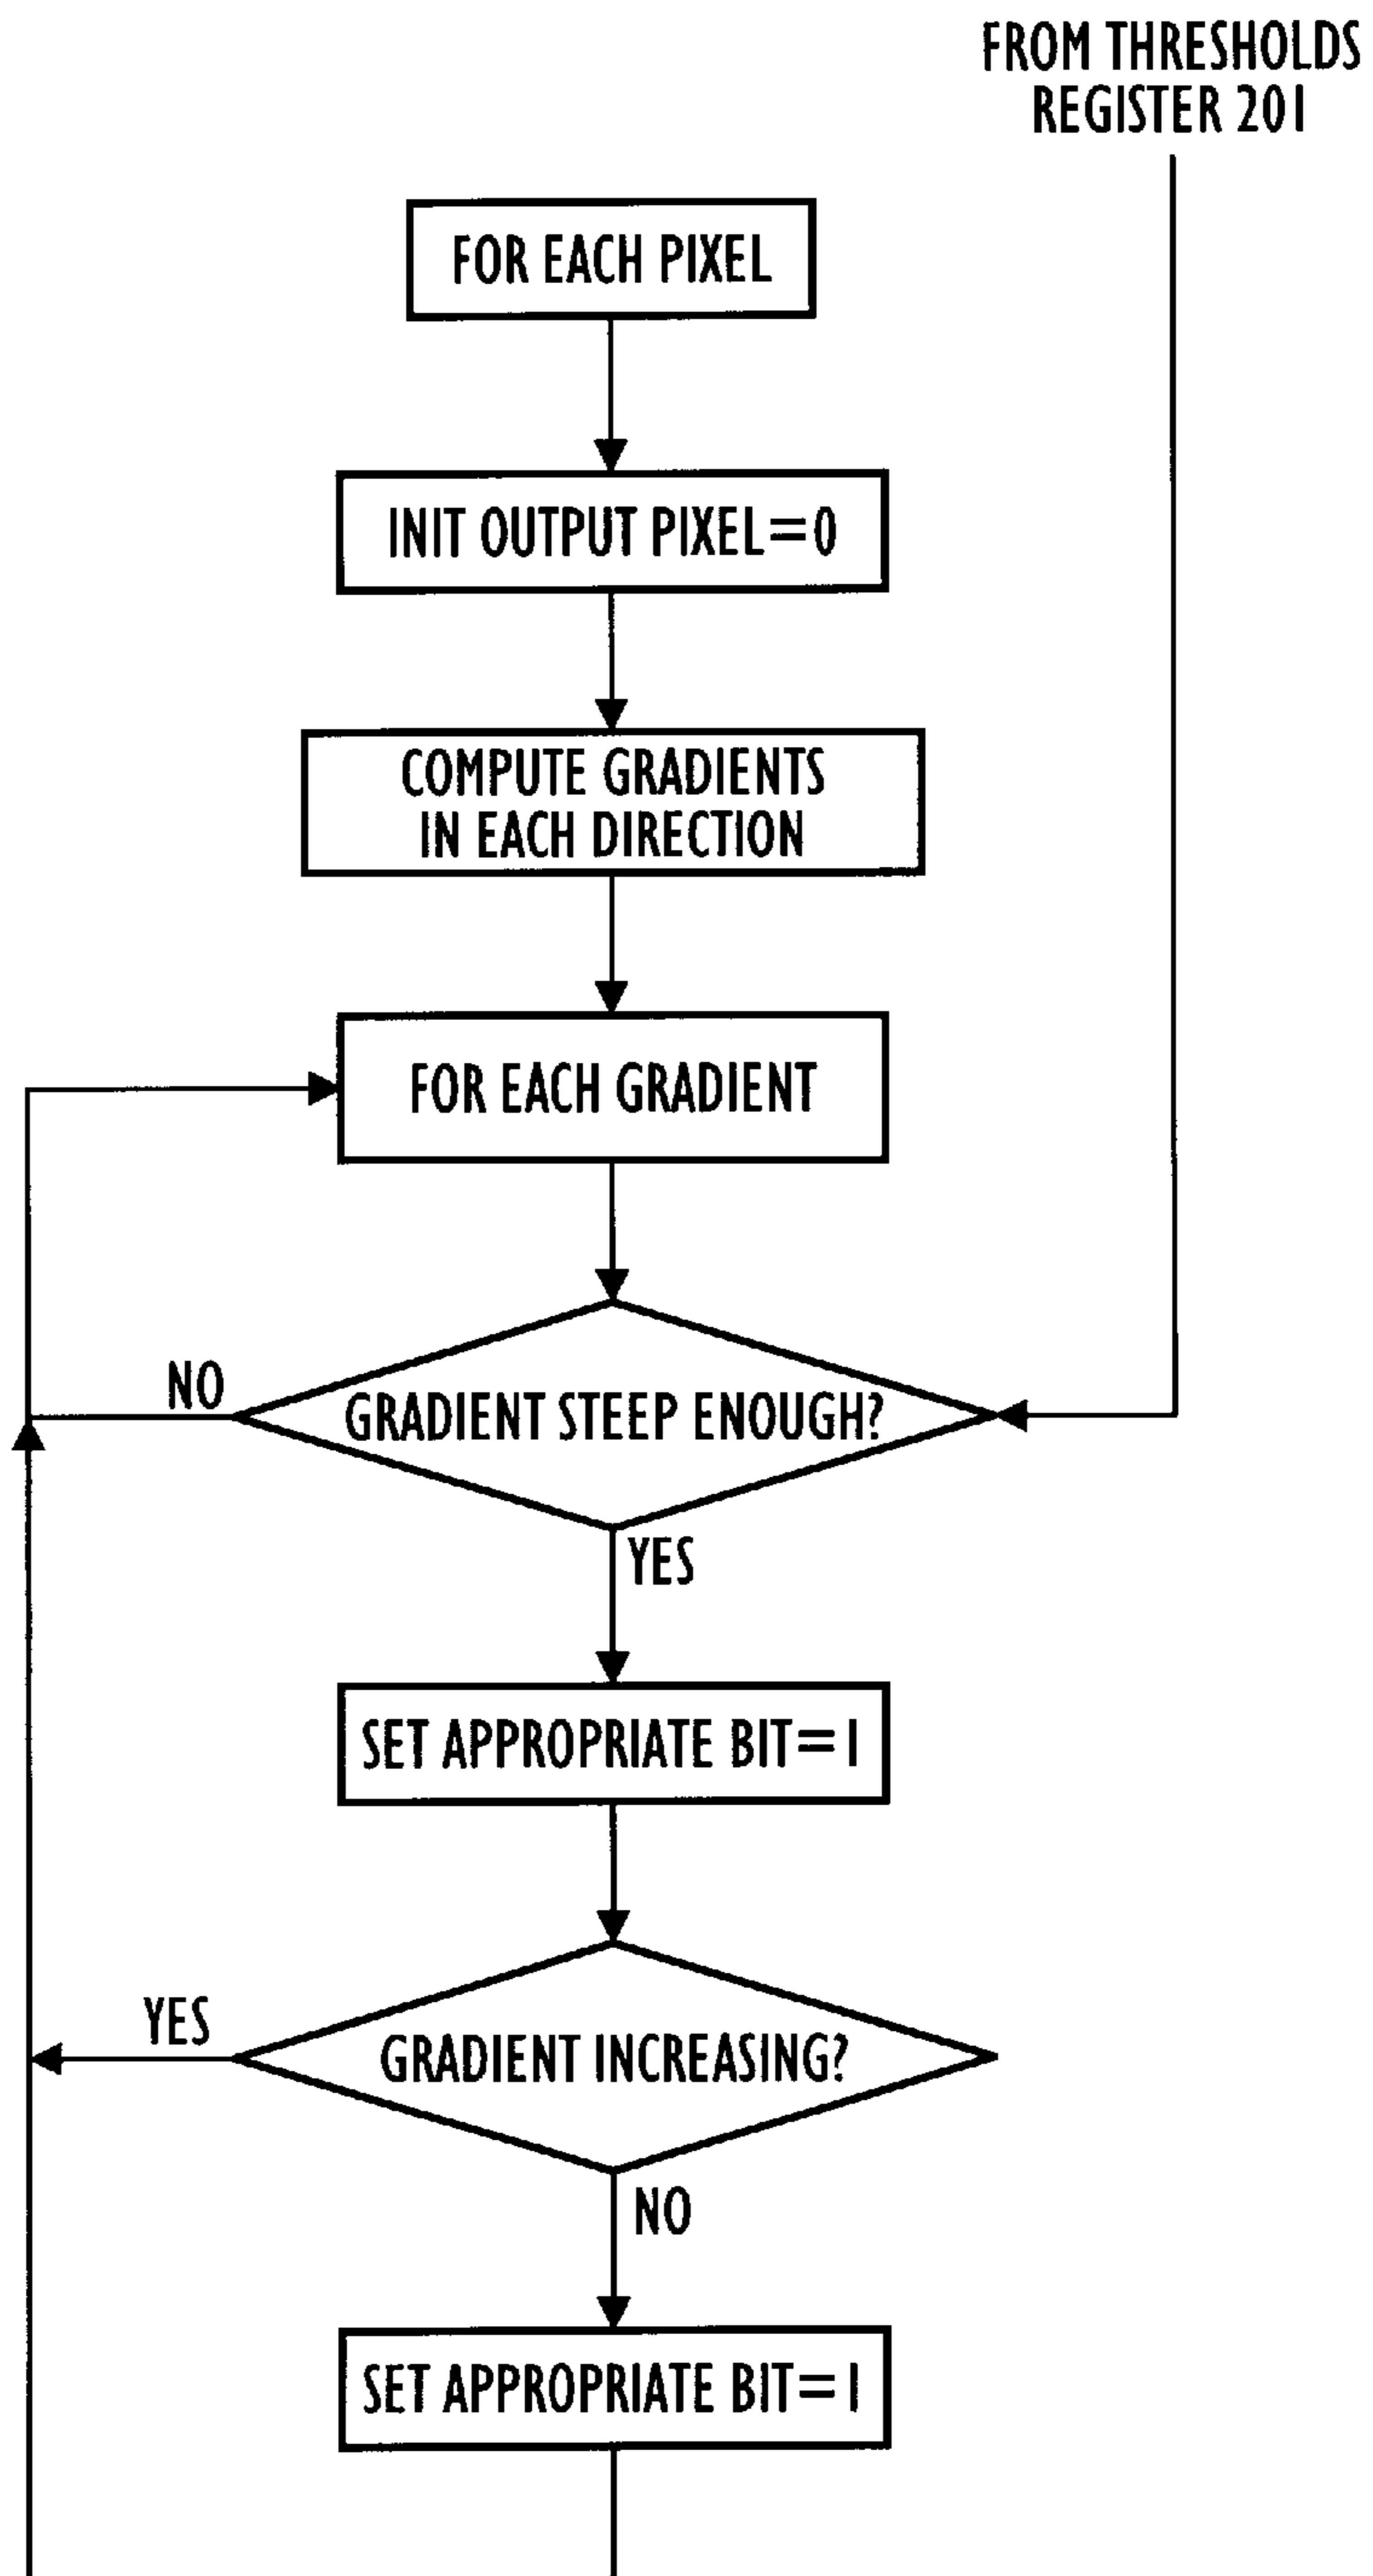 FROM THRESHOLDS
REGISTER 201
FOR EACH PIXEL
INIT OUTPUT PIXEL=0
COMPUTE GRADIENTS
IN EACH DIRECTION
FOR EACH GRADIENT
NO
GRADIENT STEEP ENOUGH?
YES
SET APPROPRIATE BIT=1
YES
GRADIENT INCREASING?
NO
SET APPROPRIATE BIT=1